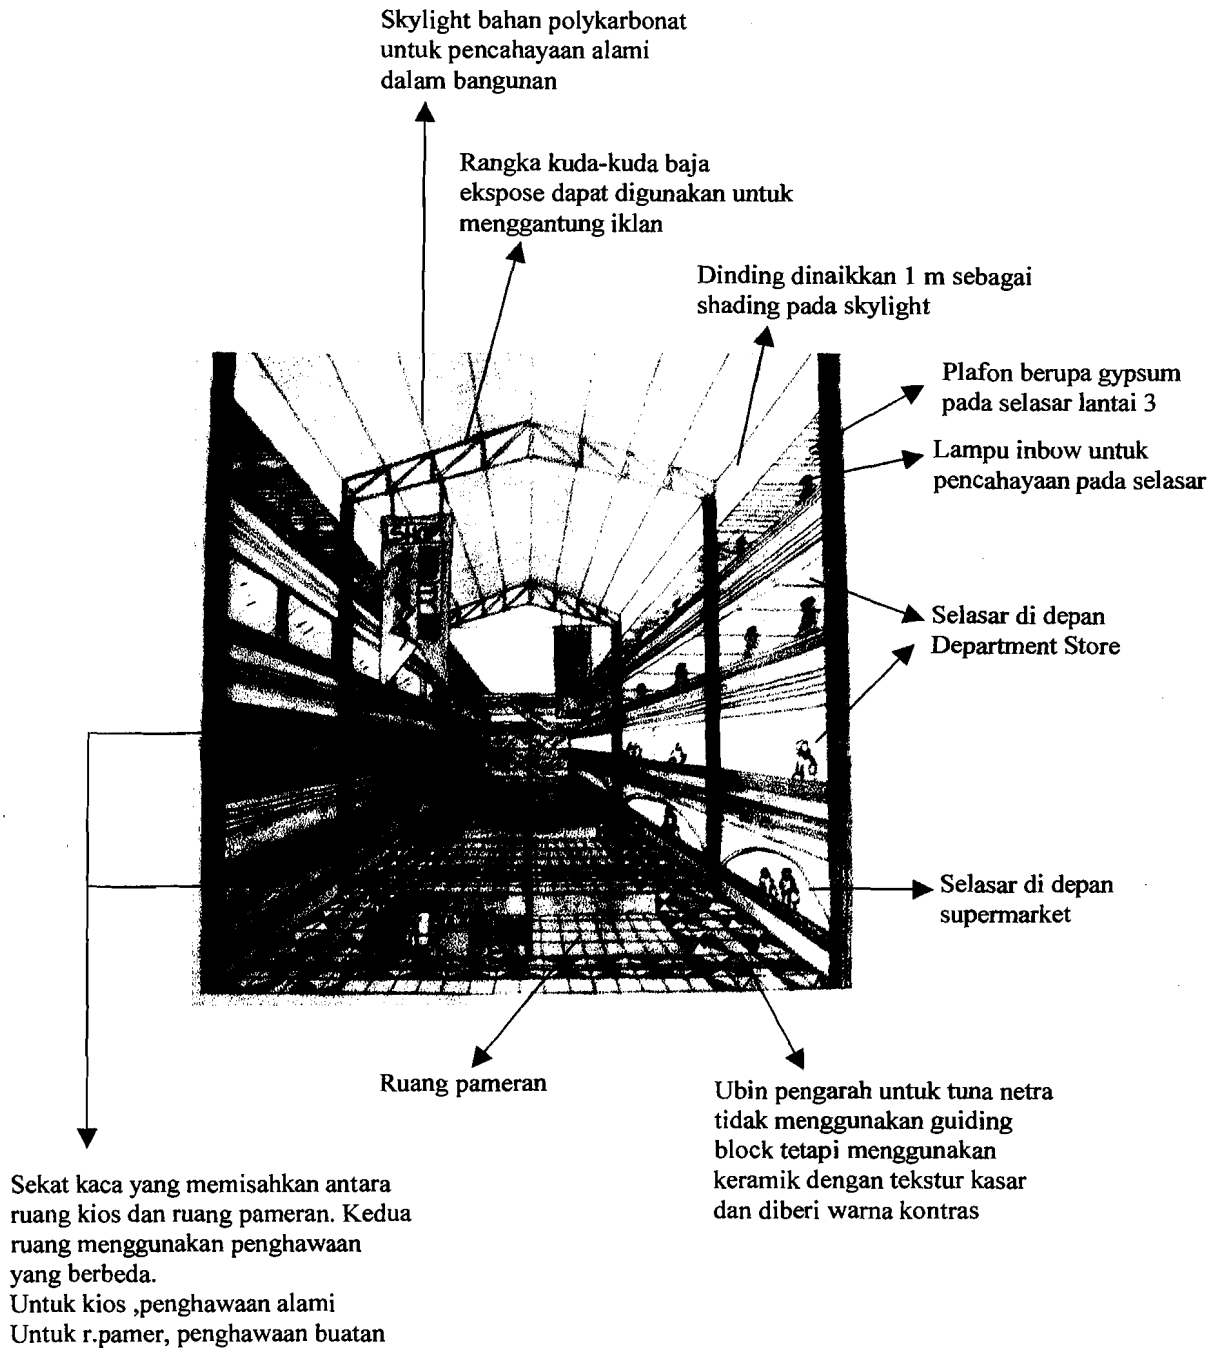 Skylight bahan polykarbonat
untuk pencahayaan alami
dalam bangunan
Rangka kuda-kuda baja
ekspose dapat digunakan untuk
menggantung iklan
Dinding dinaikkan 1 m sebagai
shading pada skylight
Plafon berupa gypsum
pada selasar lantai 3
Lampu inbow untuk
pencahayaan pada selasar
Selasar di depan
Department Store
Selasar di depan
supermarket
Ruang pameran
Ubin pengarah untuk tuna netra
tidak menggunakan guiding
block tetapi menggunakan
keramik dengan tekstur kasar
dan diberi warna kontras
Sekat kaca yang memisahkan antara
ruang kios dan ruang pameran. Kedua
ruang menggunakan penghawaan
yang berbeda.
Untuk kios ,penghawaan alami
Untuk r.pamer, penghawaan buatan